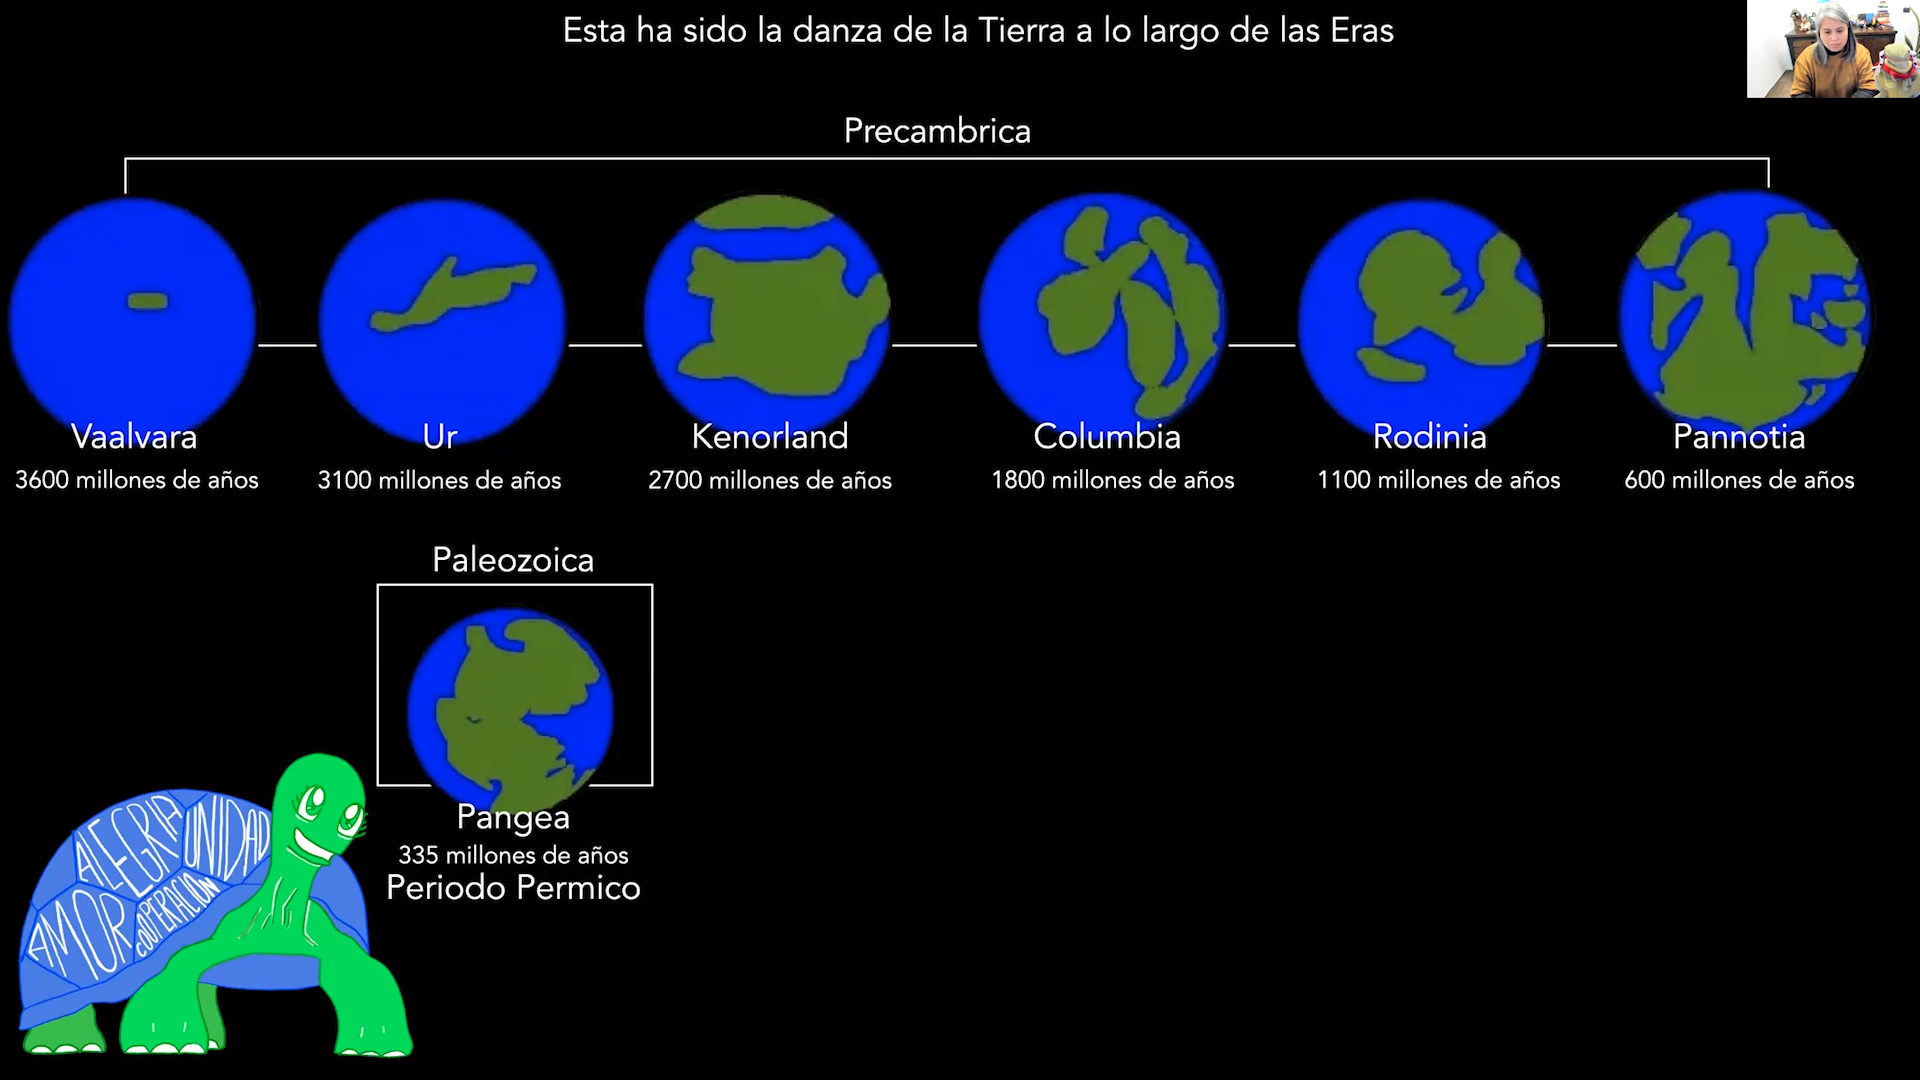 Esta ha sido la danza de la Tierra a lo largo de las Eras
Precambrica
Vaalvara
Ur
Kenorland
Columbia
Rodinia
Pannotia
3600 millones de años
3100 millones de años
2700 millones de años
1800 millones de años
1100 millones de años
600 millones de años
Paleozoica
Pangea
335 millones de años
Periodo Permico
ALEGRIA
UNIDAD
AMOR
COOPERACION